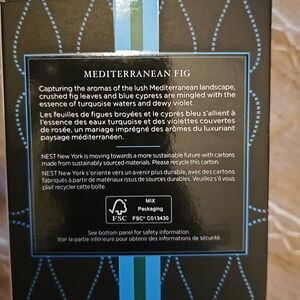 MEDITERRANEAN FIG
Capturing the aromas of the lush Mediterranean landscape,
crushed fig leaves and blue cypress are mingled with the
essence of turquoise waters and dewy violet.
Les feuilles de figues broyées et le cyprès bleu s'allient à
l'essence des eaux turquoises et des violettes couvertes
de rosée, un mariage imprégné des arômes du luxuriant
paysage méditerranéen.
NEST New York is moving towards a more sustainable future with cartons
made from sustainably sourced materials. Please recycle this carton.
NEST New York s'oriente vers un avenir plus durable, avec des cartons
fabriqués à partir de matériaux issus de sources durables. Veuillez s'il vous
plaît recycler cette boîte.
MIX
Packaging
FSC
FSC® C013430
See bottom panel for safety information.
Voir la partie inférieure pour obtenir des informations de sécurité.